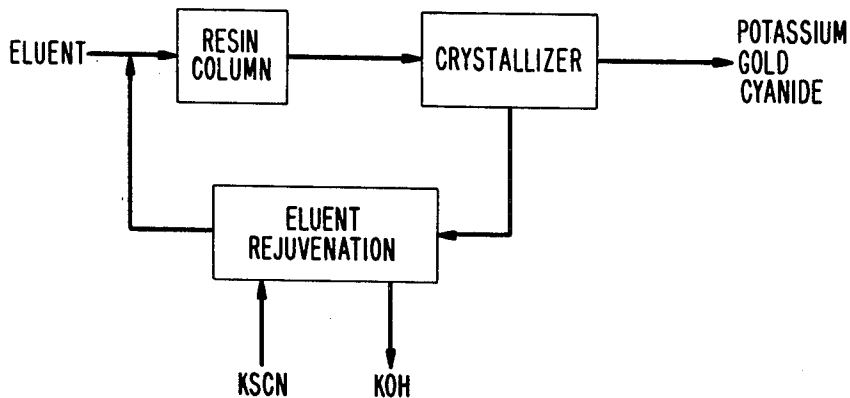 ELUENT
RESIN
COLUMN
CRYSTALLIZER
POTASSIUM
GOLD
CYANIDE
ELUENT
REJUVENATION
KSCN
KOH